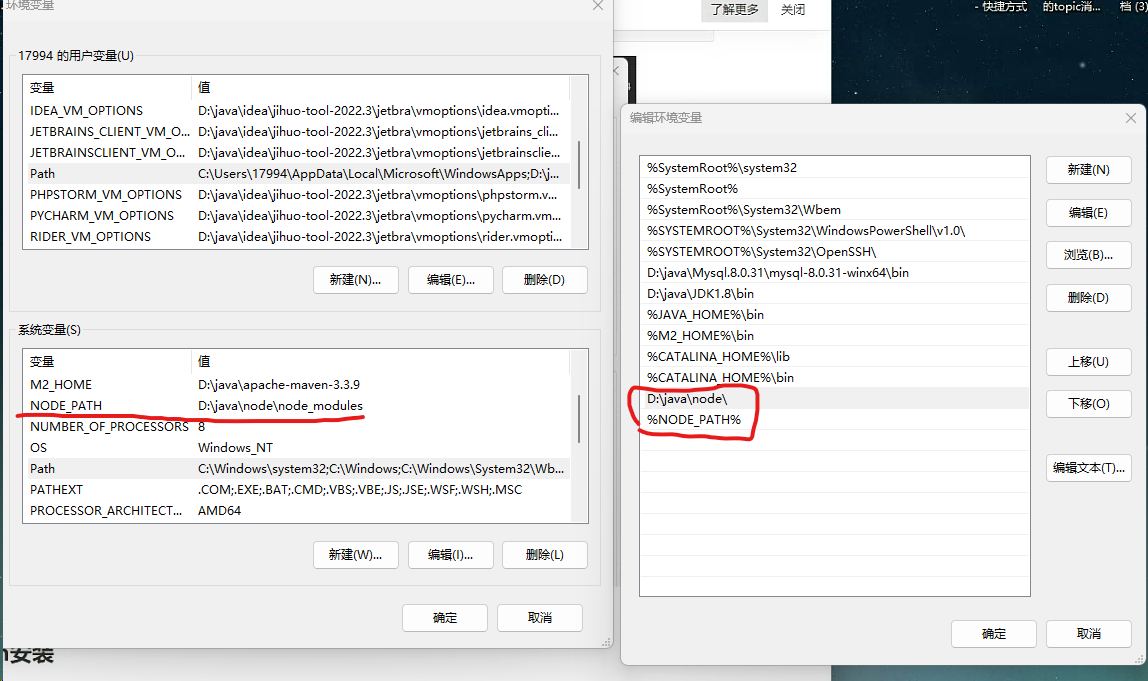 环境变量
了解更多 关闭
- 快捷方式 的topic消... 档 (3)
17994 的用户变量(U)
变量 值
IDEA_VM_OPTIONS D:\java\idea\jihuo-tool-2022.3\jetbra\vmoptions\idea.vmopti...
JETBRAINS_CLIENT_VM_O... D:\java\idea\jihuo-tool-2022.3\jetbra\vmoptions\jetbrains_cli...
JETBRAINSCLIENT_VM_O... D:\java\idea\jihuo-tool-2022.3\jetbra\vmoptions\jetbrainsclie...
Path C:\Users\17994\AppData\Local\Microsoft\WindowsApps;D:\j...
PHPSTORM_VM_OPTIONS D:\java\idea\jihuo-tool-2022.3\jetbra\vmoptions\phpstorm.v...
PYCHARM_VM_OPTIONS D:\java\idea\jihuo-tool-2022.3\jetbra\vmoptions\pycharm.vm...
RIDER_VM_OPTIONS D:\java\idea\jihuo-tool-2022.3\jetbra\vmoptions\rider.vmopti...
新建(N)... 编辑(E)... 删除(D)
系统变量(S)
变量 值
M2_HOME D:\java\apache-maven-3.3.9
NODE_PATH D:\java\node\node_modules
NUMBER_OF_PROCESSORS 8
OS Windows_NT
Path C:\Windows\system32;C:\Windows;C:\Windows\System32\Wb...
PATHEXT .COM;.EXE;.BAT;.CMD;.VBS;.VBE;.JS;.JSE;.WSF;.WSH;.MSC
PROCESSOR_ARCHITECT... AMD64
新建(W)... 编辑(I)... 删除(L)
确定 取消
安装
编辑环境变量
%SystemRoot%\system32
%SystemRoot%
%SystemRoot%\System32\Wbem
%SYSTEMROOT%\System32\WindowsPowerShell\v1.0\
%SYSTEMROOT%\System32\OpenSSH\
D:\java\Mysql.8.0.31\mysql-8.0.31-winx64\bin
D:\java\JDK1.8\bin
%JAVA_HOME%\bin
%M2_HOME%\bin
%CATALINA_HOME%\lib
%CATALINA_HOME%\bin
D:\java\node\
%NODE_PATH%
新建(N)
编辑(E)
浏览(B)...
删除(D)
上移(U)
下移(O)
编辑文本(T)...
确定 取消